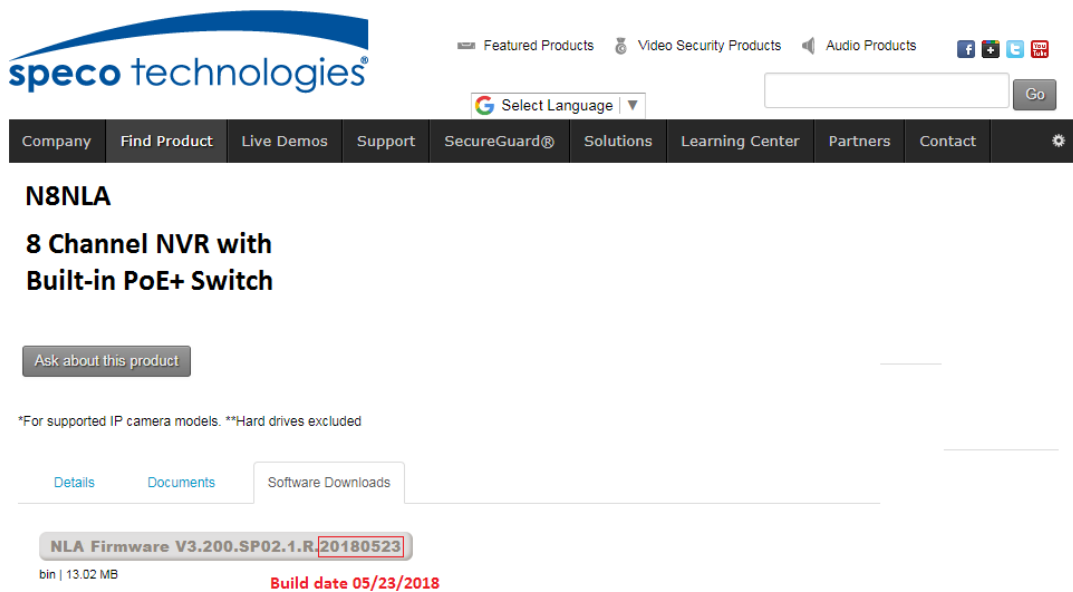 speco technologies®
Featured Products Video Security Products Audio Products
Select Language ▼
Go
Company Find Product Live Demos Support SecureGuard® Solutions Learning Center Partners Contact
N8NLA
8 Channel NVR with
Built-in PoE+ Switch
Ask about this product
*For supported IP camera models. **Hard drives excluded
Details Documents Software Downloads
NLA Firmware V3.200.SP02.1.R.20180523
bin | 13.02 MB
Build date 05/23/2018